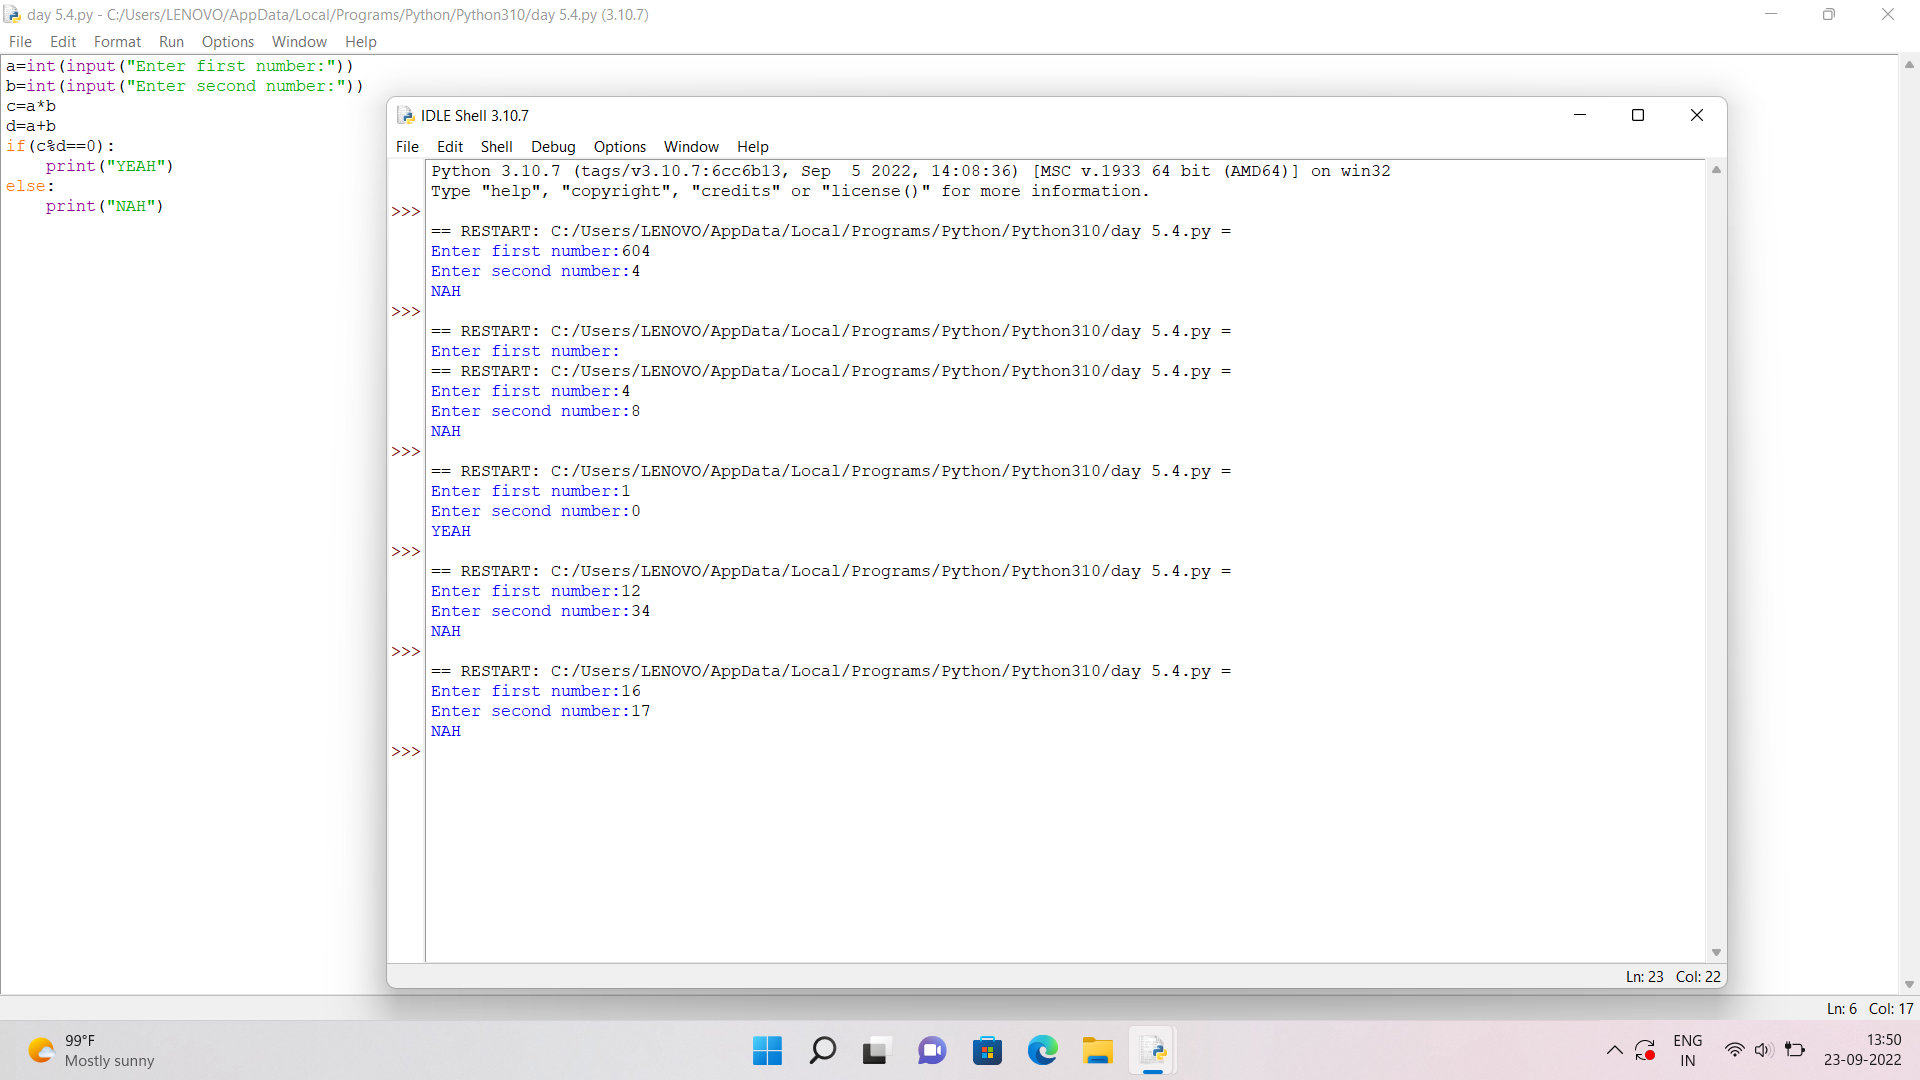 day 5.4.py - C:/Users/LENOVO/AppData/Local/Programs/Python/Python310/day 5.4.py (3.10.7)
File Edit Format Run Options Window Help
a=int(input("Enter first number:"))
b=int(input("Enter second number:"))
c=a*b
d=a+b
if(c%d==0):
    print("YEAH")
else:
    print("NAH")
IDLE Shell 3.10.7
File Edit Shell Debug Options Window Help
Python 3.10.7 (tags/v3.10.7:6cc6b13, Sep  5 2022, 14:08:36) [MSC v.1933 64 bit (AMD64)] on win32
Type "help", "copyright", "credits" or "license()" for more information.
>>>
== RESTART: C:/Users/LENOVO/AppData/Local/Programs/Python/Python310/day 5.4.py =
Enter first number:604
Enter second number:4
NAH
>>>
== RESTART: C:/Users/LENOVO/AppData/Local/Programs/Python/Python310/day 5.4.py =
Enter first number:
== RESTART: C:/Users/LENOVO/AppData/Local/Programs/Python/Python310/day 5.4.py =
Enter first number:4
Enter second number:8
NAH
>>>
== RESTART: C:/Users/LENOVO/AppData/Local/Programs/Python/Python310/day 5.4.py =
Enter first number:1
Enter second number:0
YEAH
>>>
== RESTART: C:/Users/LENOVO/AppData/Local/Programs/Python/Python310/day 5.4.py =
Enter first number:12
Enter second number:34
NAH
>>>
== RESTART: C:/Users/LENOVO/AppData/Local/Programs/Python/Python310/day 5.4.py =
Enter first number:16
Enter second number:17
NAH
>>>
Ln: 23 Col: 22
Ln: 6 Col: 17
99°F
Mostly sunny
ENG
IN
13:50
23-09-2022